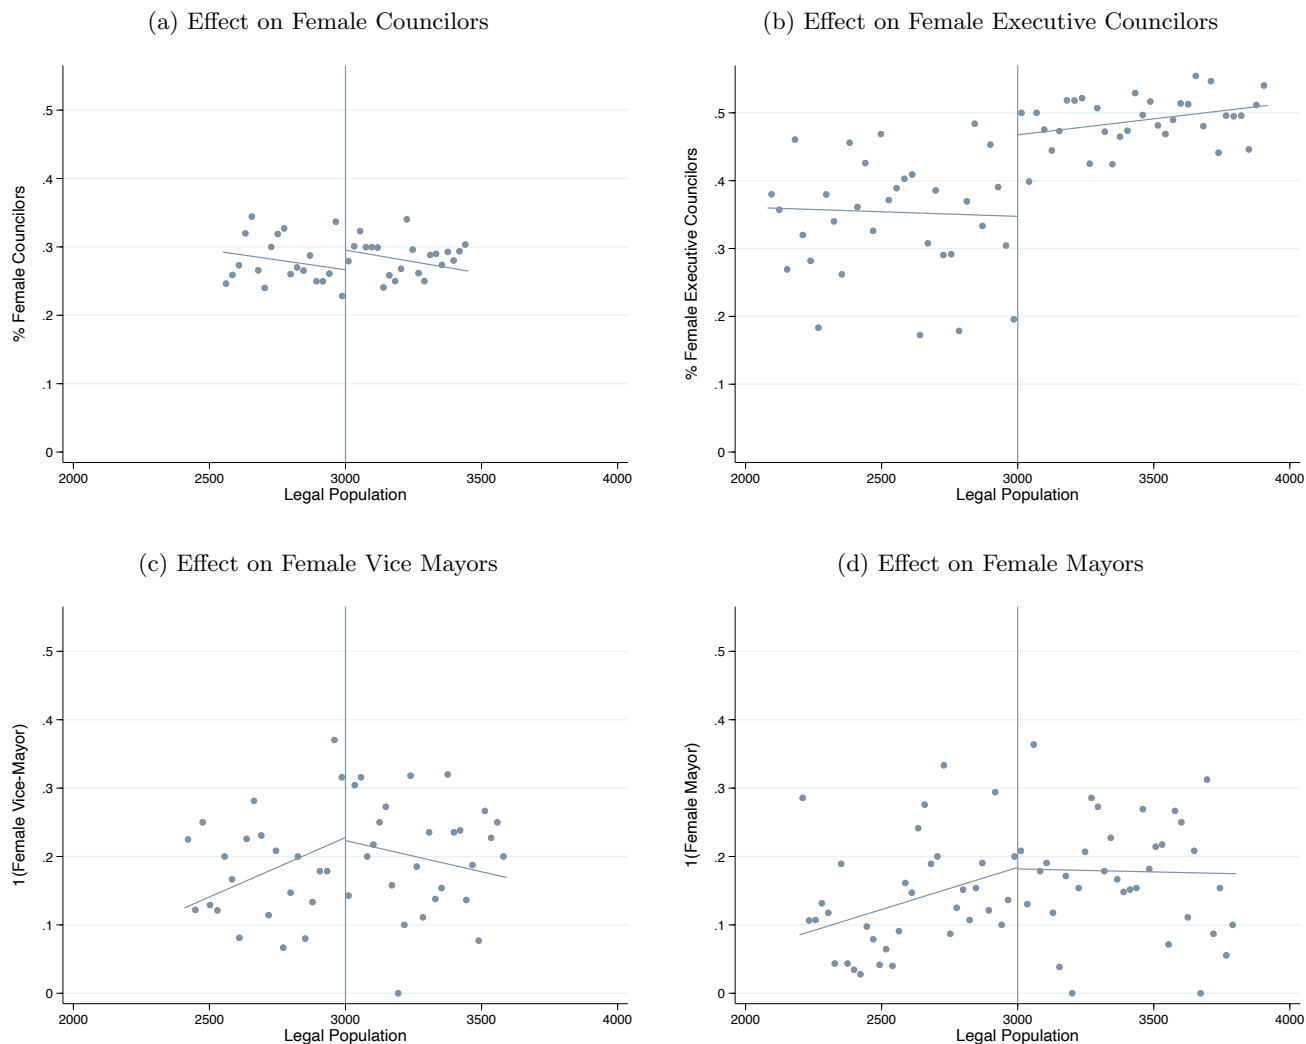 (a) Effect on Female Councilors
% Female Councilors
.5
.4
.3
.2
.1
0
2000 2500 3000 3500 4000
Legal Population
(b) Effect on Female Executive Councilors
% Female Executive Councilors
.5
.4
.3
.2
.1
0
2000 2500 3000 3500 4000
Legal Population
(c) Effect on Female Vice Mayors
1(Female Vice-Mayor)
.5
.4
.3
.2
.1
0
2000 2500 3000 3500 4000
Legal Population
(d) Effect on Female Mayors
1(Female Mayor)
.5
.4
.3
.2
.1
0
2000 2500 3000 3500 4000
Legal Population